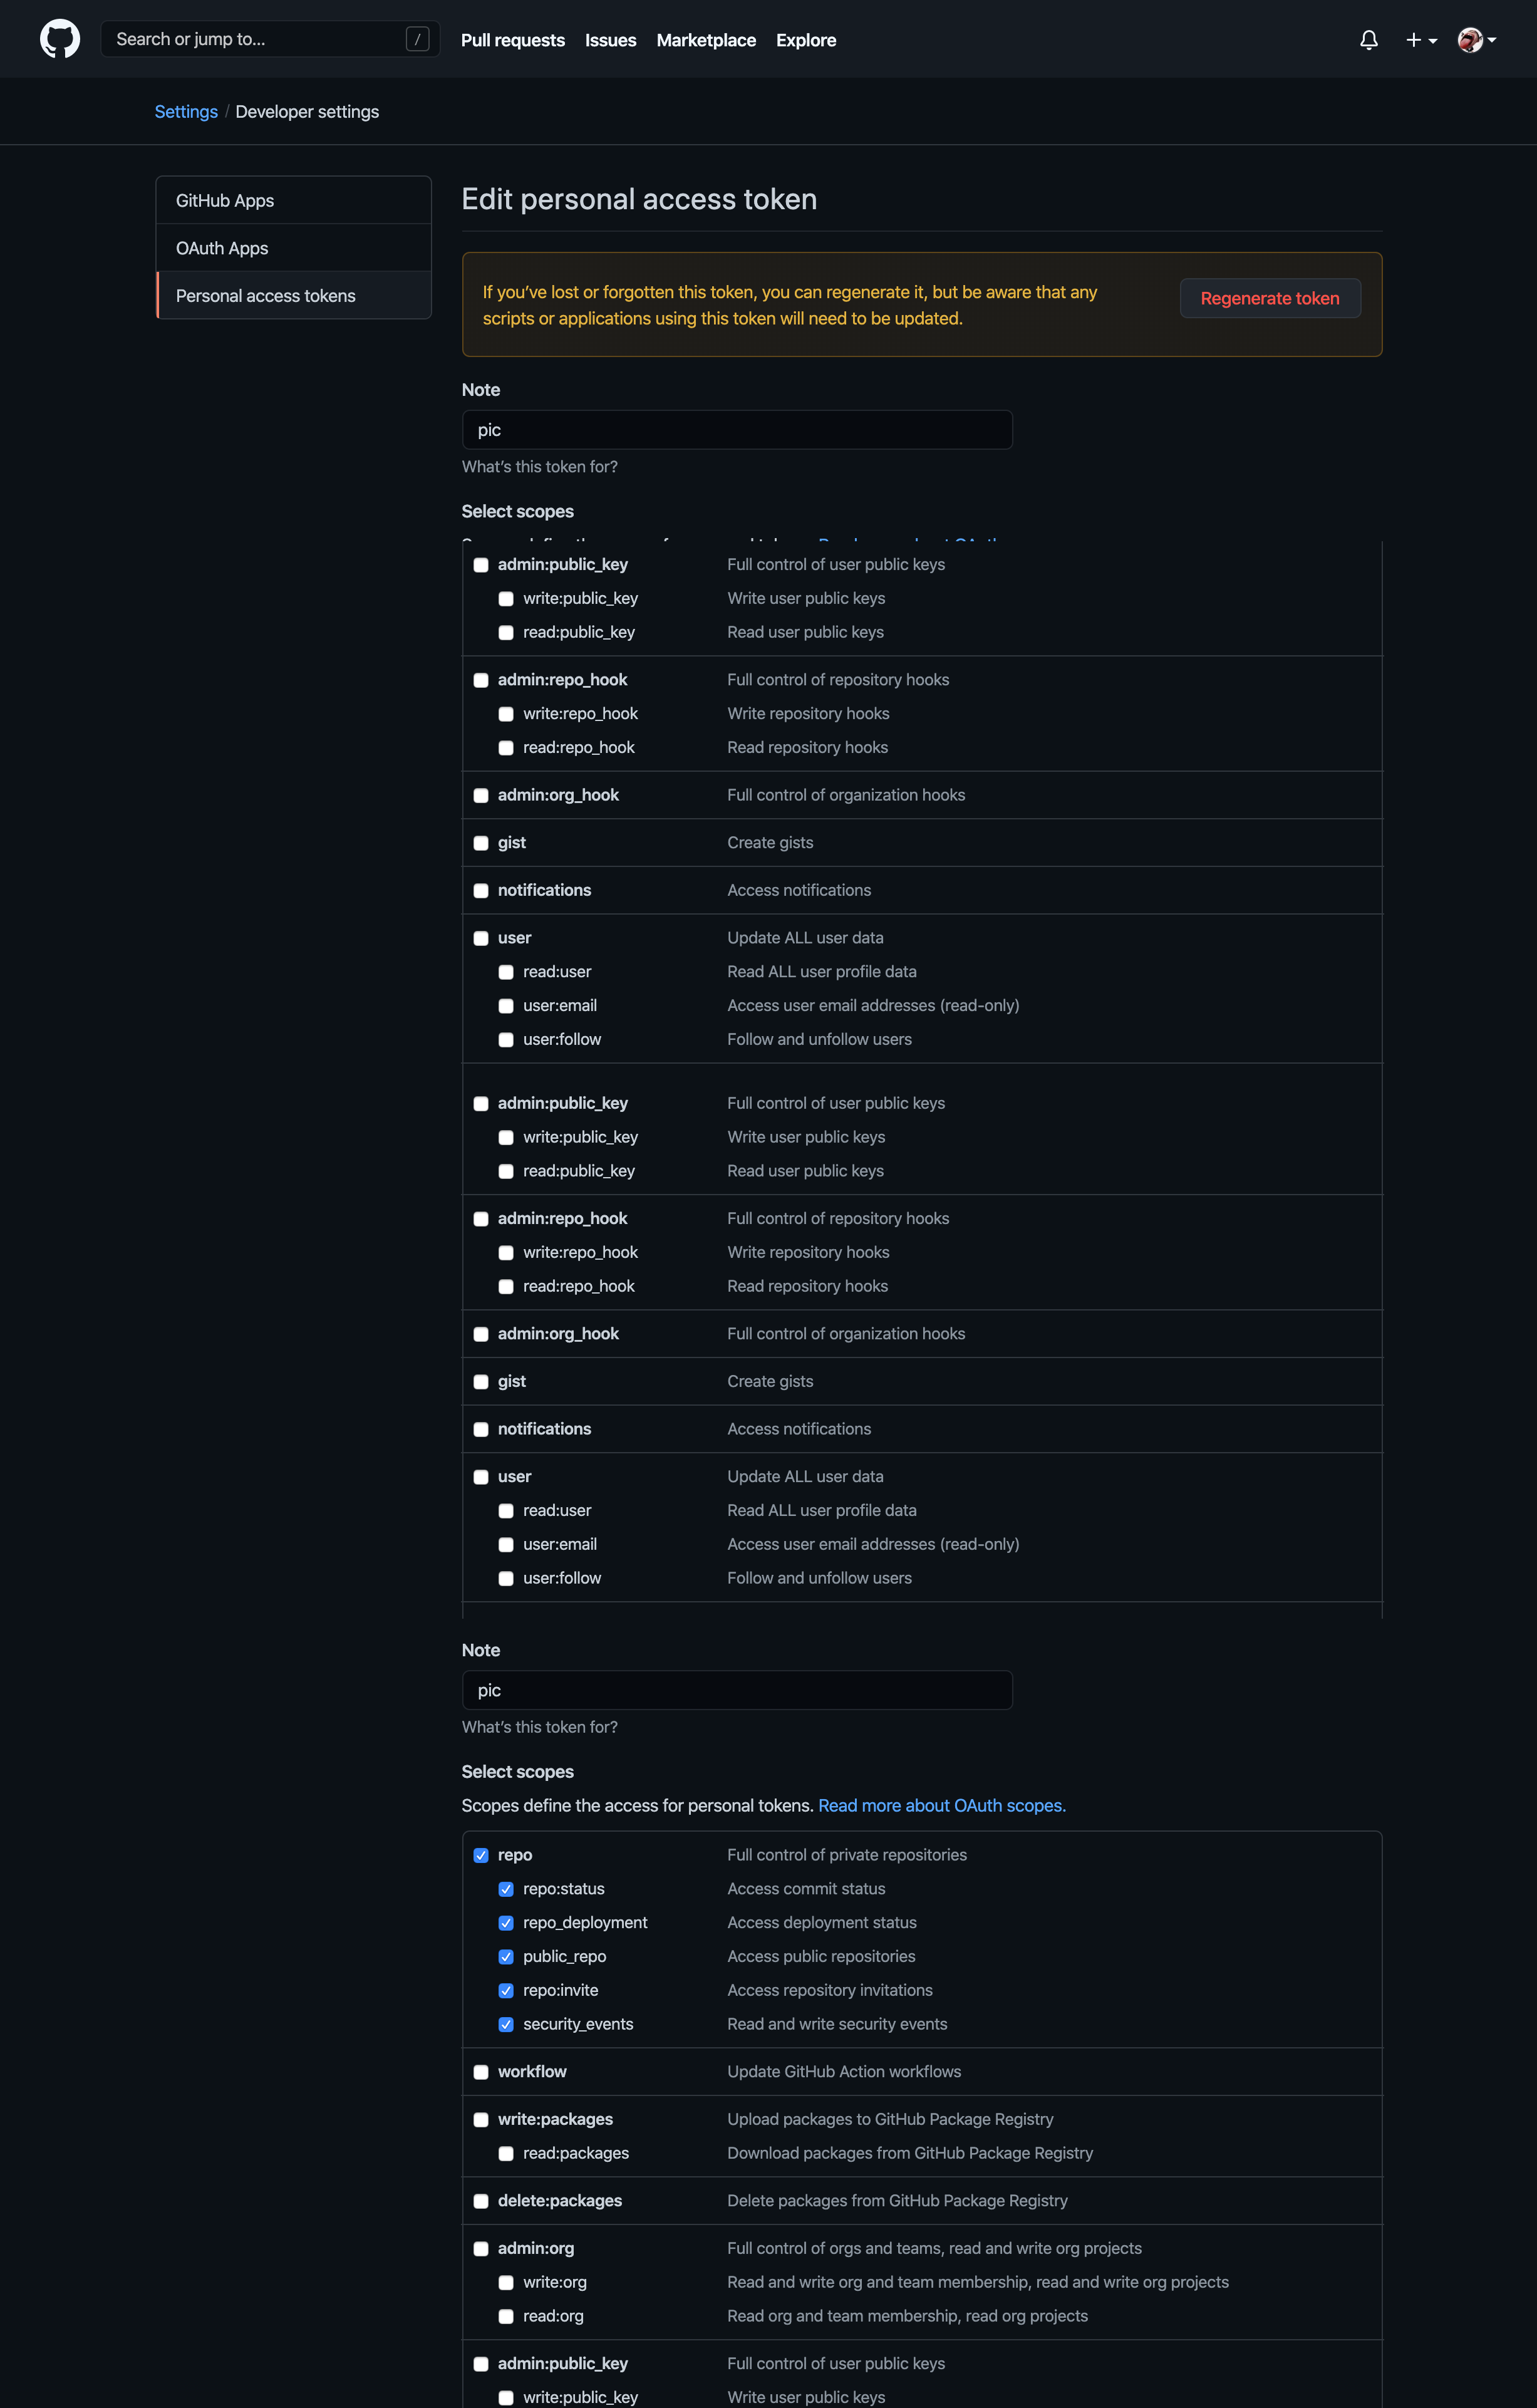 Search or jump to...
/
Pull requests
Issues
Marketplace
Explore
Settings / Developer settings
GitHub Apps
OAuth Apps
Personal access tokens
Edit personal access token
If you’ve lost or forgotten this token, you can regenerate it, but be aware that any
scripts or applications using this token will need to be updated.
Regenerate token
Note
pic
What’s this token for?
Select scopes
admin:public_key Full control of user public keys
write:public_key Write user public keys
read:public_key Read user public keys
admin:repo_hook Full control of repository hooks
write:repo_hook Write repository hooks
read:repo_hook Read repository hooks
admin:org_hook Full control of organization hooks
gist Create gists
notifications Access notifications
user Update ALL user data
read:user Read ALL user profile data
user:email Access user email addresses (read-only)
user:follow Follow and unfollow users
admin:public_key Full control of user public keys
write:public_key Write user public keys
read:public_key Read user public keys
admin:repo_hook Full control of repository hooks
write:repo_hook Write repository hooks
read:repo_hook Read repository hooks
admin:org_hook Full control of organization hooks
gist Create gists
notifications Access notifications
user Update ALL user data
read:user Read ALL user profile data
user:email Access user email addresses (read-only)
user:follow Follow and unfollow users
Note
pic
What’s this token for?
Select scopes
Scopes define the access for personal tokens. Read more about OAuth scopes.
repo Full control of private repositories
repo:status Access commit status
repo_deployment Access deployment status
public_repo Access public repositories
repo:invite Access repository invitations
security_events Read and write security events
workflow Update GitHub Action workflows
write:packages Upload packages to GitHub Package Registry
read:packages Download packages from GitHub Package Registry
delete:packages Delete packages from GitHub Package Registry
admin:org Full control of orgs and teams, read and write org projects
write:org Read and write org and team membership, read and write org projects
read:org Read org and team membership, read org projects
admin:public_key Full control of user public keys
write:public_key Write user public keys